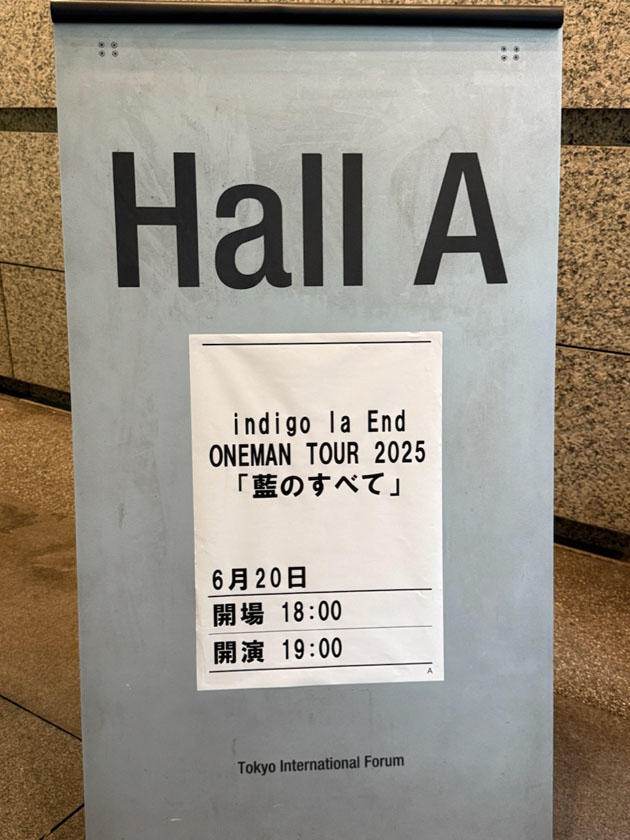 Hall A
indigo la End
ONEMAN TOUR 2025
「藍のすべて」
6月20日
開場 18:00
開演 19:00
A
Tokyo International Forum